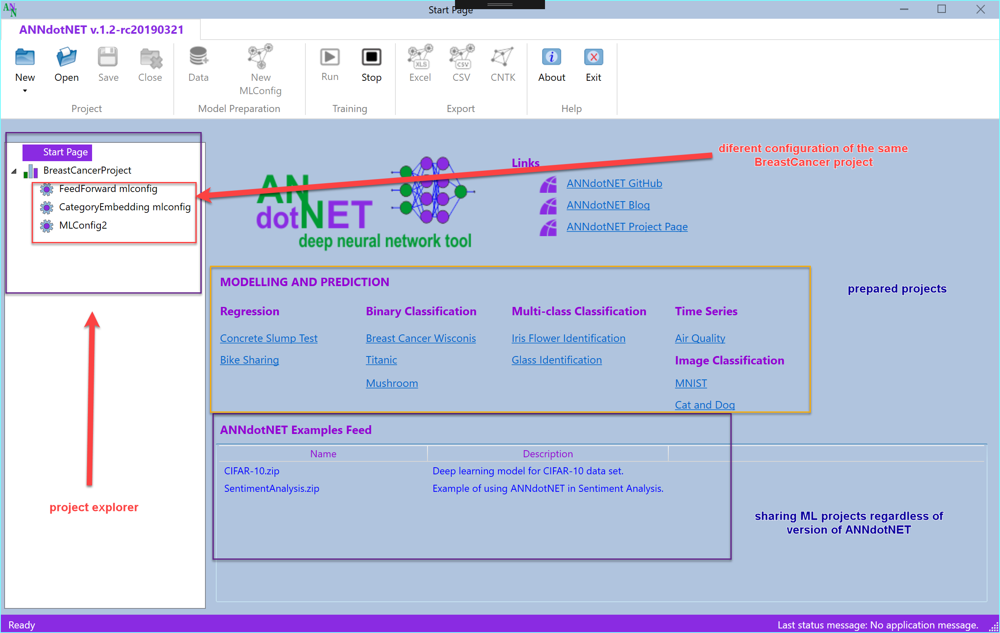 Start Page
ANNdotNET v.1.2-rc20190321
New
Open
Save
Close
Project
Data
New
MLConfig
Model Preparation
Run
Stop
Training
XLS
Excel
CSV
CSV
CNTK
Export
About
Exit
Help
Start Page
BreastCancerProject
FeedForward mlconfig
CategoryEmbedding mlconfig
MLConfig2
project explorer
ANN
dotNET
deep neural network tool
Links
ANNdotNET GitHub
ANNdotNET Blog
ANNdotNET Project Page
diferent configuration of the same
BreastCancer project
MODELLING AND PREDICTION
Regression
Concrete Slump Test
Bike Sharing
Binary Classification
Breast Cancer Wisconis
Titanic
Mushroom
Multi-class Classification
Iris Flower Identification
Glass Identification
Time Series
Air Quality
Image Classification
MNIST
Cat and Dog
prepared projects
ANNdotNET Examples Feed
Name Description
CIFAR-10.zip Deep learning model for CIFAR-10 data set.
SentimentAnalysis.zip Example of using ANNdotNET in Sentiment Analysis.
sharing ML projects regardless of
version of ANNdotNET
Ready
Last status message: No application message.